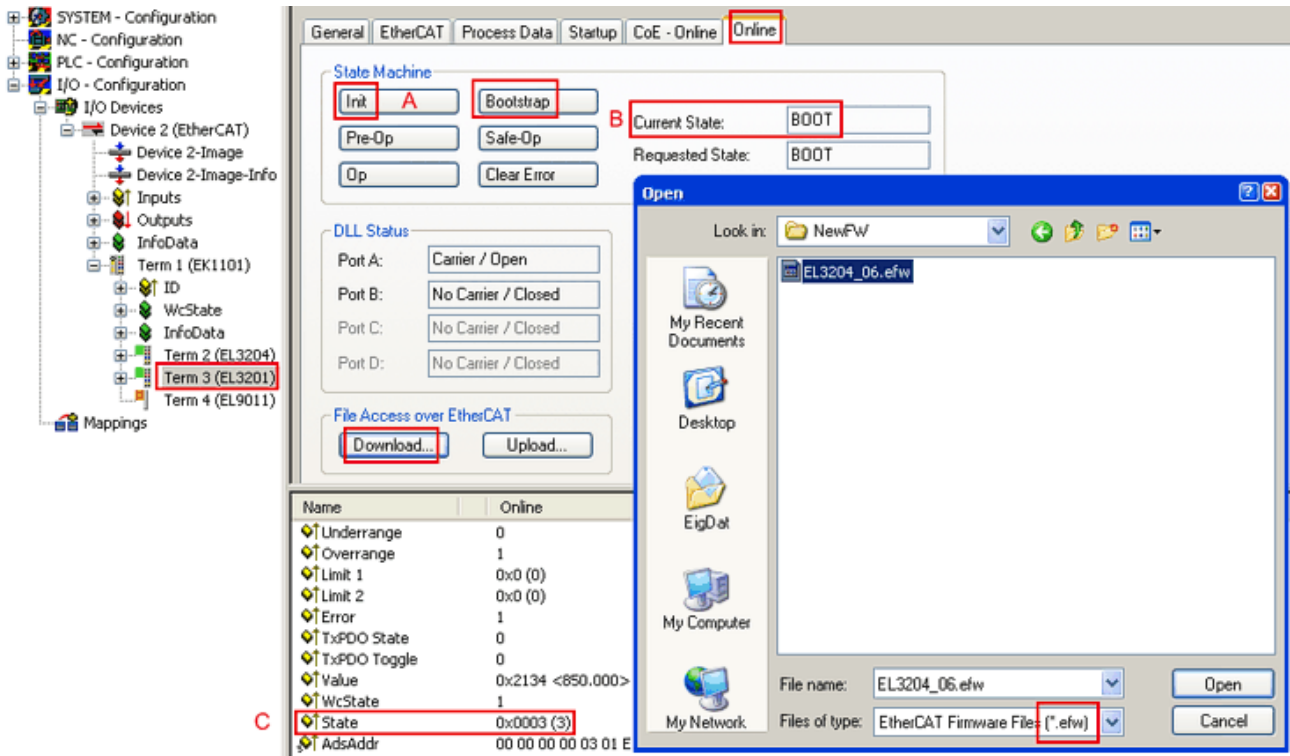 SYSTEM - Configuration
NC - Configuration
PLC - Configuration
I/O - Configuration
I/O Devices
Device 2 (EtherCAT)
Device 2-Image
Device 2-Image-Info
Inputs
Outputs
InfoData
Term 1 (EK1101)
ID
WcState
InfoData
Term 2 (EL3204)
Term 3 (EL3201)
Term 4 (EL9011)
Mappings
General EtherCAT Process Data Startup CoE - Online Online
State Machine
Init A Bootstrap
Pre-Op Safe-Op
Op Clear Error
B Current State: BOOT
Requested State: BOOT
DLL Status
Port A: Carrier / Open
Port B: No Carrier / Closed
Port C: No Carrier / Closed
Port D: No Carrier / Closed
File Access over EtherCAT
Download... Upload...
Name Online
Underrange 0
Overrange 1
Limit 1 0x0 (0)
Limit 2 0x0 (0)
Error 1
TxPDO State 0
TxPDO Toggle 0
Value 0x2134 <850.000>
WcState 1
C State 0x0003 (3)
AdsAddr 00 00 00 00 03 01 E
Open
Look in: NewFW
EL3204_06.efw
My Recent
Documents
Desktop
EigDat
My Computer
My Network
File name: EL3204_06.efw Open
Files of type: EtherCAT Firmware Files (*.efw) Cancel